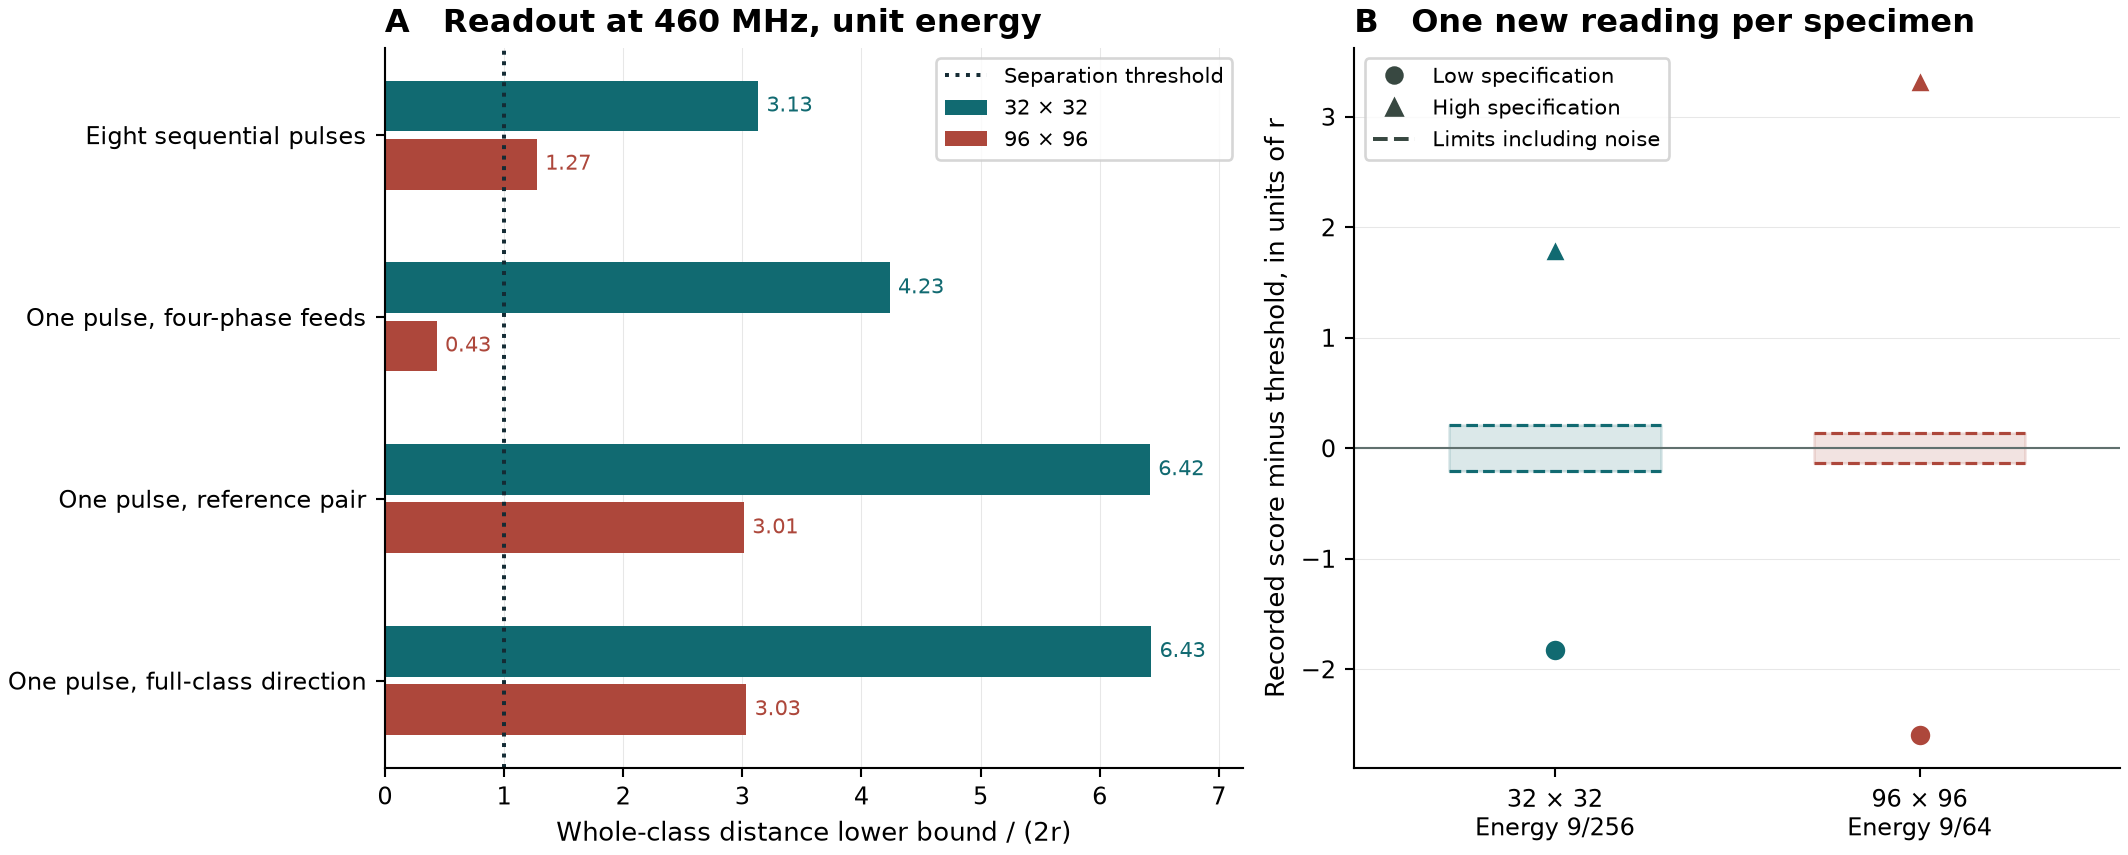 A Readout at 460 MHz, unit energy
Separation threshold
32 × 32
96 × 96
Eight sequential pulses
3.13
1.27
One pulse, four-phase feeds
4.23
0.43
One pulse, reference pair
6.42
3.01
One pulse, full-class direction
6.43
3.03
0 1 2 3 4 5 6 7
Whole-class distance lower bound / (2r)
B One new reading per specimen
Low specification
High specification
Limits including noise
Recorded score minus threshold, in units of r
3
2
1
0
−1
−2
32 × 32
Energy 9/256
96 × 96
Energy 9/64